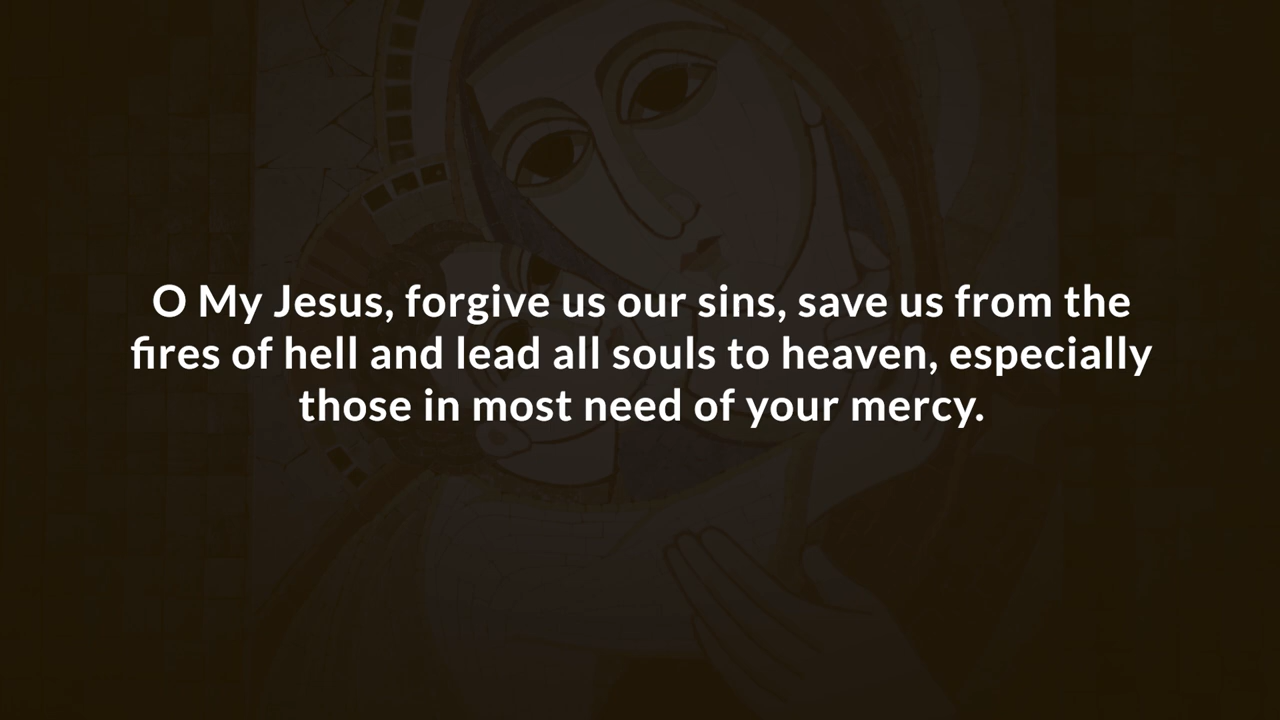 O My Jesus, forgive us our sins, save us from the
fires of hell and lead all souls to heaven, especially
those in most need of your mercy.